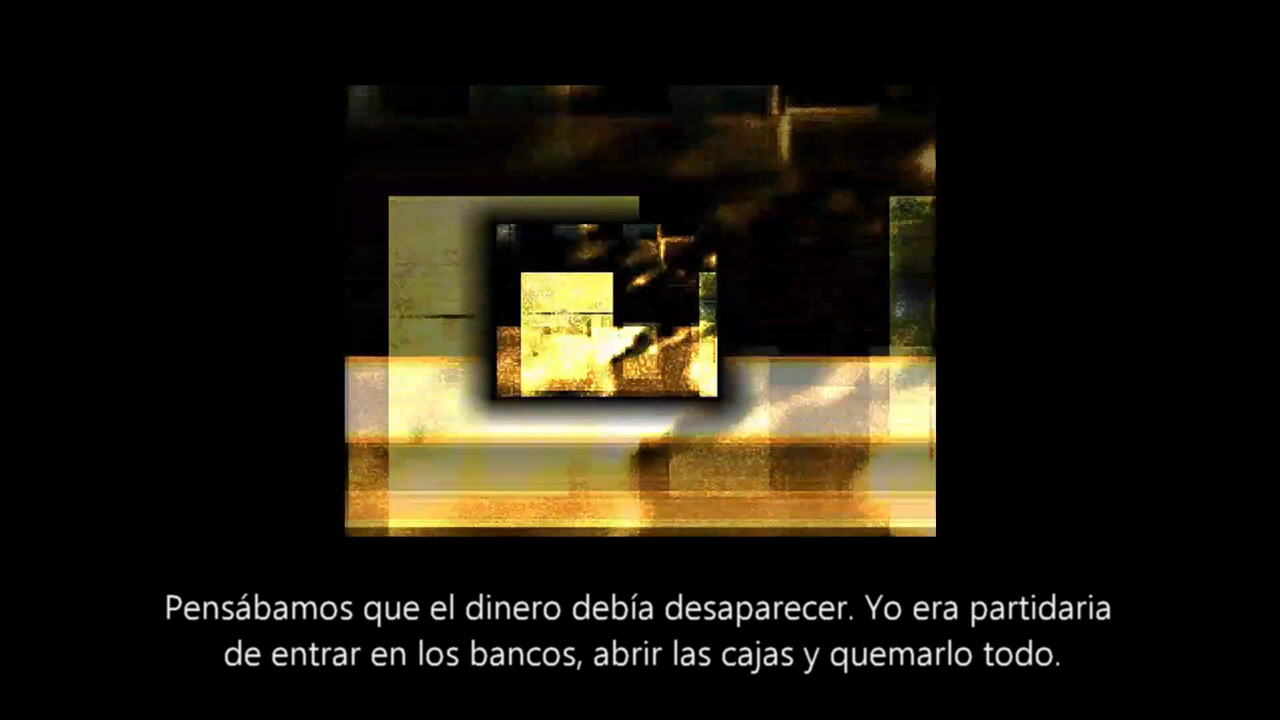 Pensábamos que el dinero debía desaparecer. Yo era partidaria
de entrar en los bancos, abrir las cajas y quemarlo todo.